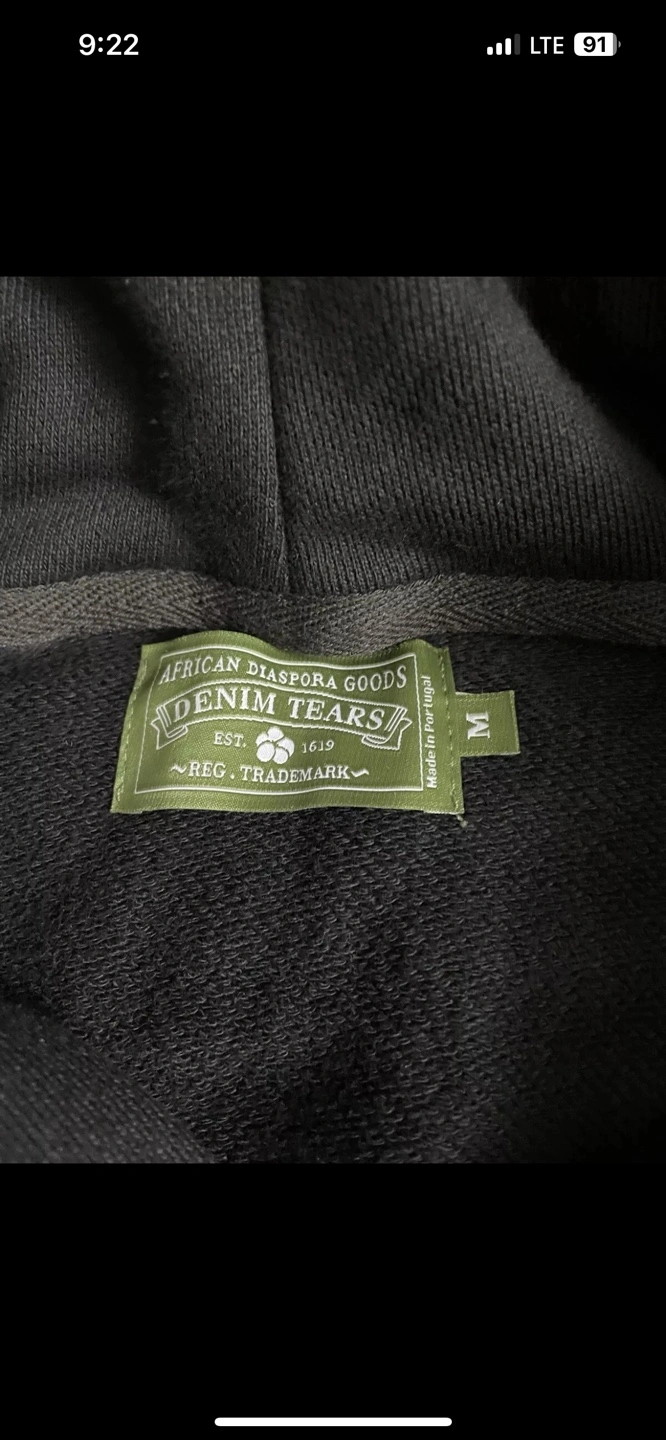 9:22
LTE 91
AFRICAN DIASPORA GOODS
DENIM TEARS
EST. 1619
~REG. TRADEMARK~
Made in Portugal
M